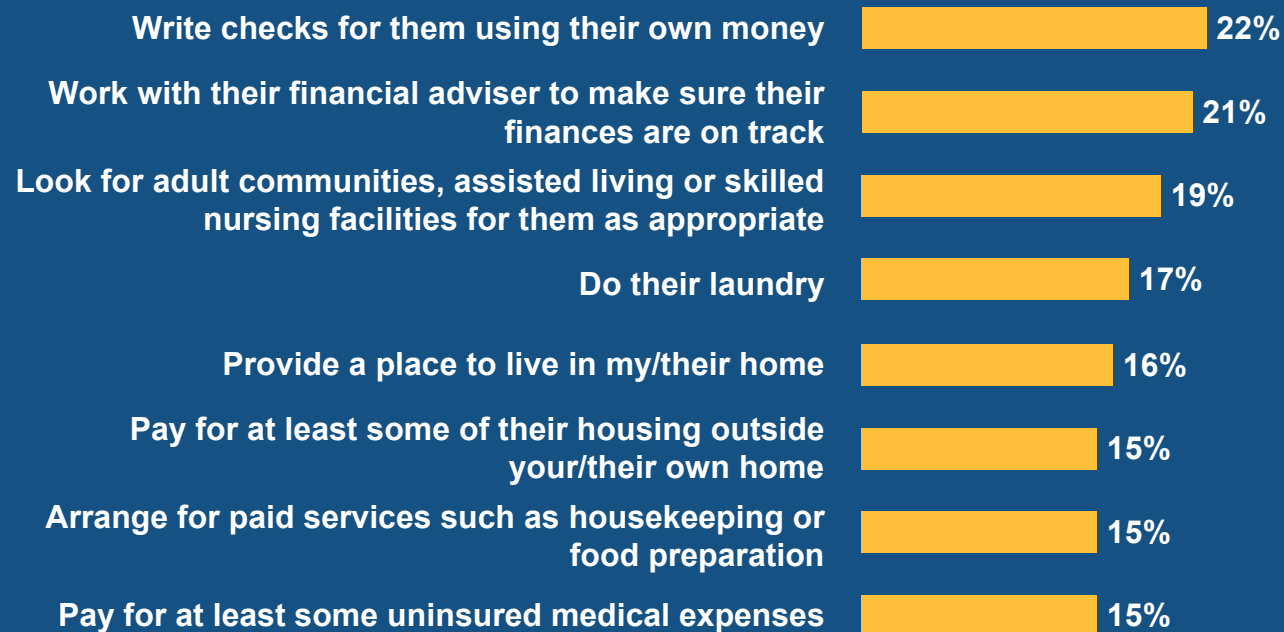 Write checks for them using their own money 22%
Work with their financial adviser to make sure their
finances are on track 21%
Look for adult communities, assisted living or skilled
nursing facilities for them as appropriate 19%
Do their laundry 17%
Provide a place to live in my/their home 16%
Pay for at least some of their housing outside
your/their own home 15%
Arrange for paid services such as housekeeping or
food preparation 15%
Pay for at least some uninsured medical expenses 15%